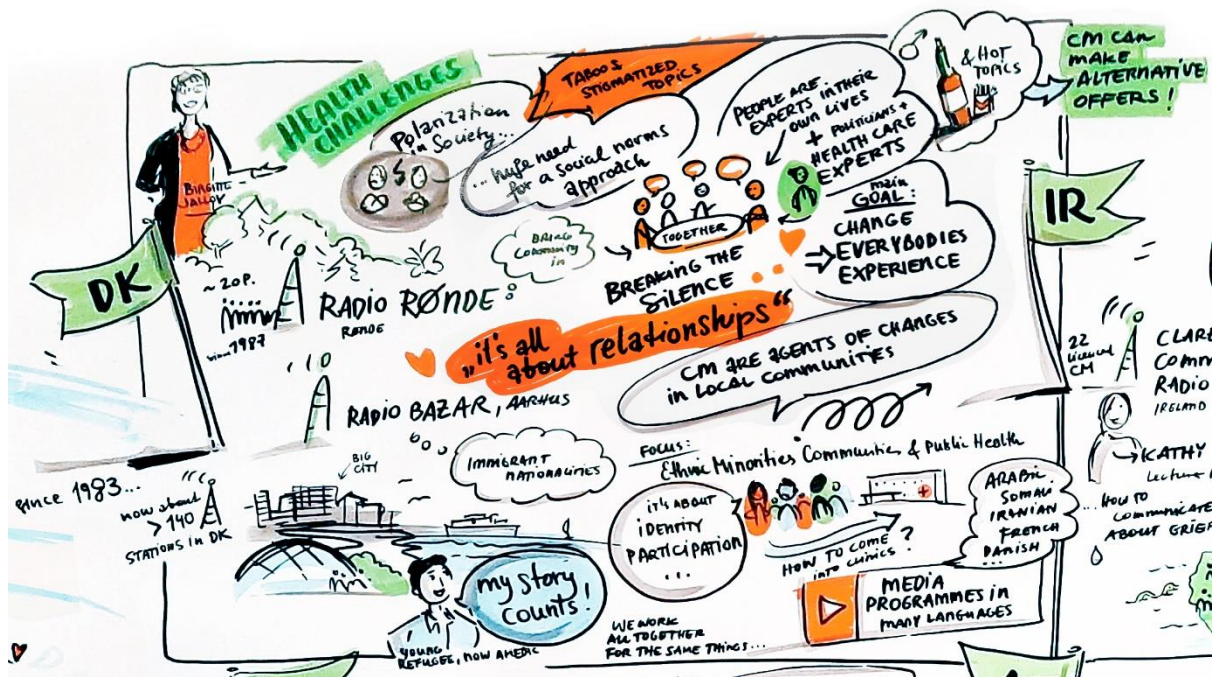 HEALTH
CHALLENGES
TABOOS
STIGMATIZED
TOPICS
Polarization
in Society...
... huge need
for a social norms
approach
PEOPLE ARE
EXPERTS IN THEIR
OWN LIVES
+ POLITICIANS +
HEALTH CARE
EXPERTS
& HOT
TOPICS
CM CAN
MAKE
ALTERNATIVE
OFFERS!
BIRGITTE
JALLOV
DK
~ 20P.
since 1987
RADIO RØNDE:
RØNDE
BRING
COMMUNITY
IN
TOGETHER
BREAKING THE
SILENCE ...
main
GOAL:
CHANGE
EVERYBODIES
EXPERIENCE
IR
„it's all
about relationships“
CM ARE AGENTS OF CHANGES
IN LOCAL COMMUNITIES
RADIO BAZAR, AARHUS
IMMIGRANT
NATIONALITIES
BIG
CITY
since 1983...
now about
> 140
STATIONS IN DK
FOCUS:
Ethnic Minorities Communities & Public Health
it's ABOUT
iDENTITY
PARTICIPATION
...
HOW TO COME
INTO CLINICS?
ARABIC
SOMALI
IRANIAN
FRENCH
DANISH
...
MEDIA
PROGRAMMES IN
MANY LANGUAGES
my story
counts!
YOUNG
REFUGEE, NOW A MEDIC
WE WORK
ALL TOGETHER
FOR THE SAME THINGS...
22
licenced
CM
CLARE
COMM
RADIO
IRELAND
KATHY
Lecture
... HOW TO
COMMUNICATE
ABOUT GRIEF